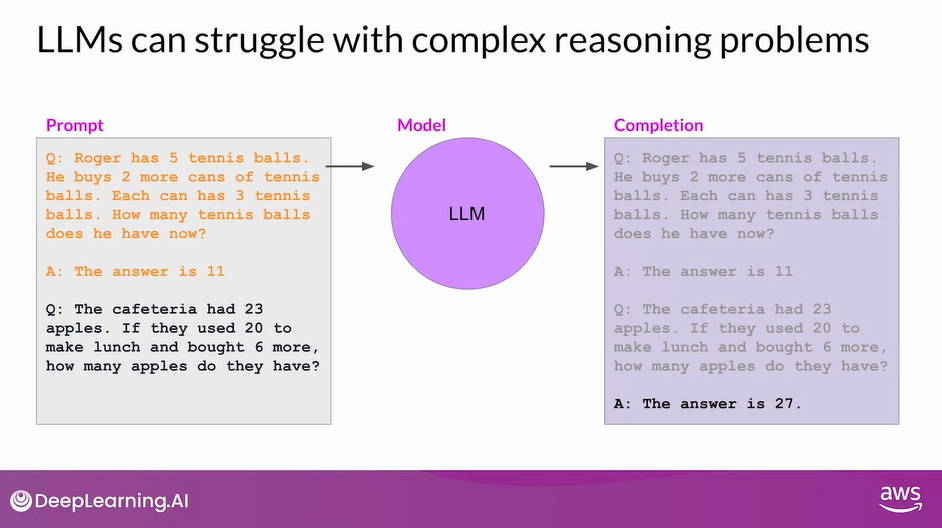 LLMs can struggle with complex reasoning problems
Prompt
Q: Roger has 5 tennis balls.
He buys 2 more cans of tennis
balls. Each can has 3 tennis
balls. How many tennis balls
does he have now?
A: The answer is 11
Q: The cafeteria had 23
apples. If they used 20 to
make lunch and bought 6 more,
how many apples do they have?
Model
LLM
Completion
Q: Roger has 5 tennis balls.
He buys 2 more cans of tennis
balls. Each can has 3 tennis
balls. How many tennis balls
does he have now?
A: The answer is 11
Q: The cafeteria had 23
apples. If they used 20 to
make lunch and bought 6 more,
how many apples do they have?
A: The answer is 27.
DeepLearning.AI
aws